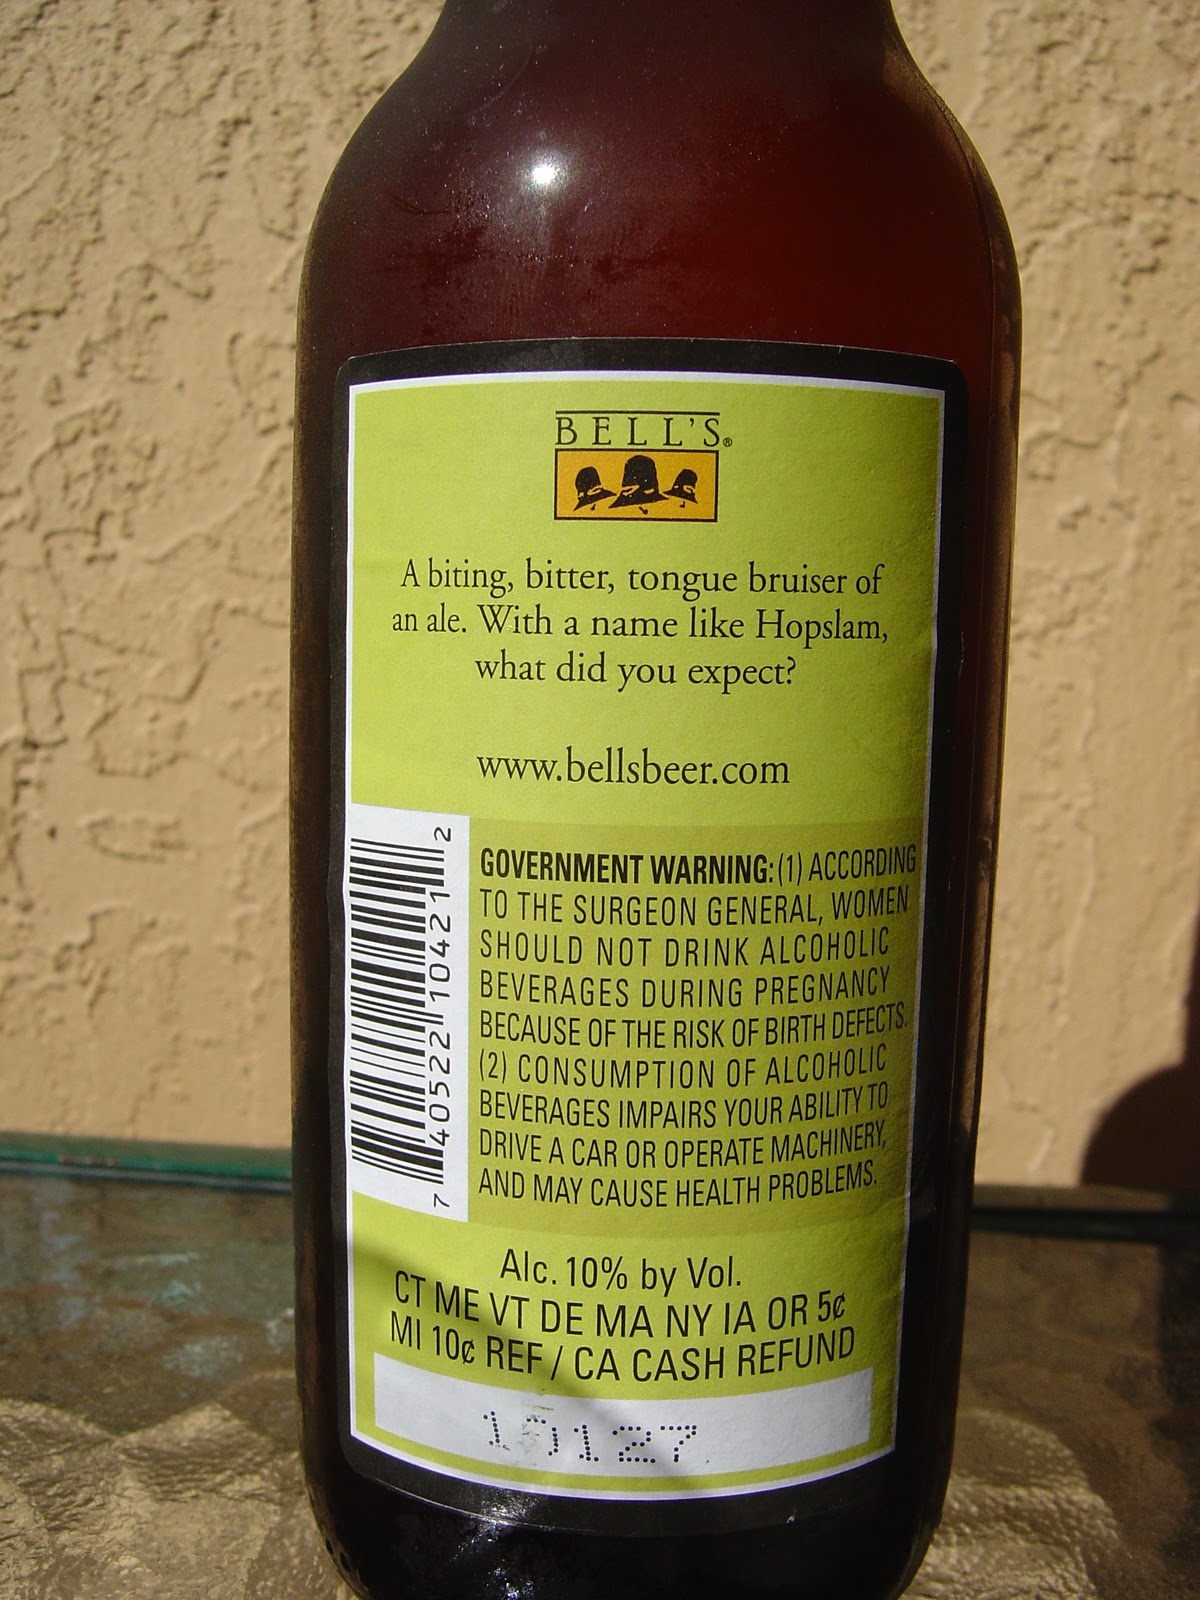 BELL'S®
A biting, bitter, tongue bruiser of
an ale. With a name like Hopslam,
what did you expect?
www.bellsbeer.com
7 40522 10421 2
GOVERNMENT WARNING: (1) ACCORDING
TO THE SURGEON GENERAL, WOMEN
SHOULD NOT DRINK ALCOHOLIC
BEVERAGES DURING PREGNANCY
BECAUSE OF THE RISK OF BIRTH DEFECTS.
(2) CONSUMPTION OF ALCOHOLIC
BEVERAGES IMPAIRS YOUR ABILITY TO
DRIVE A CAR OR OPERATE MACHINERY,
AND MAY CAUSE HEALTH PROBLEMS.
Alc. 10% by Vol.
CT ME VT DE MA NY IA OR 5¢
MI 10¢ REF / CA CASH REFUND